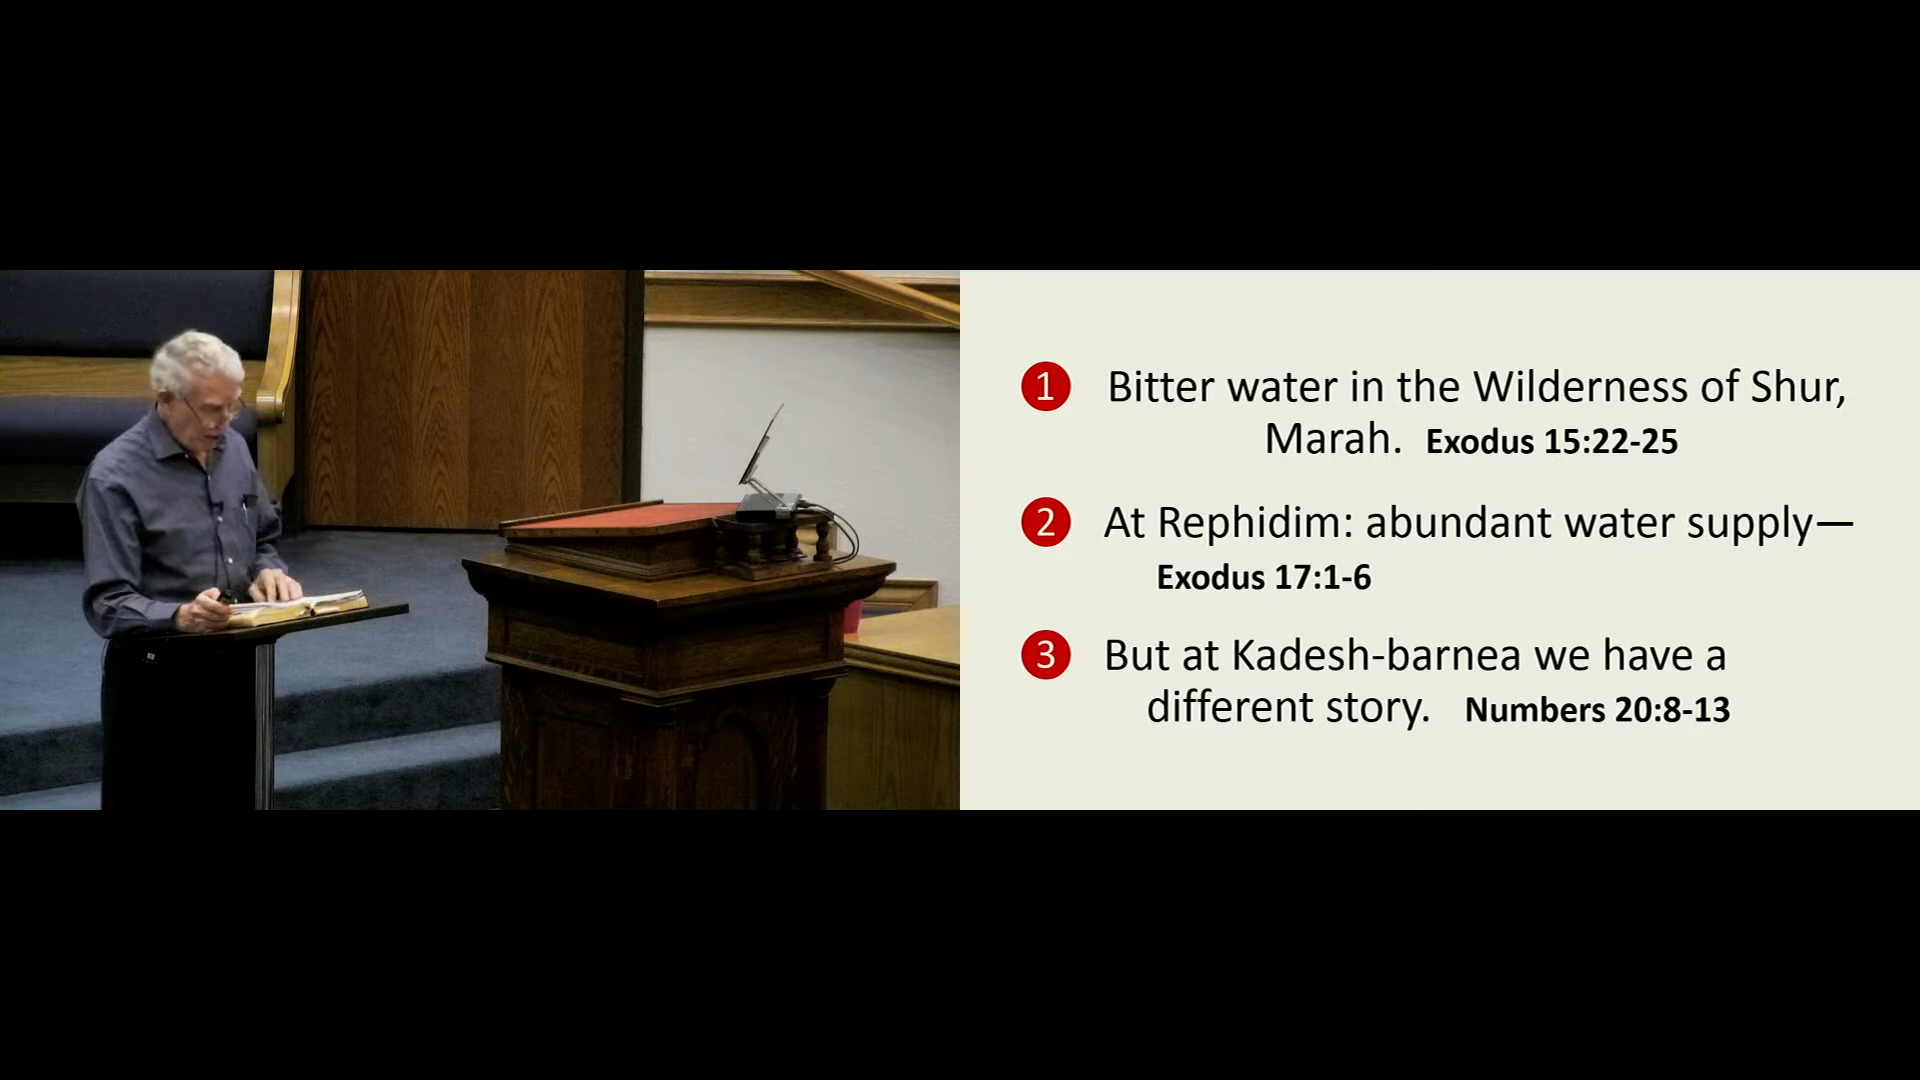 1 Bitter water in the Wilderness of Shur,
Marah. Exodus 15:22-25
2 At Rephidim: abundant water supply—
Exodus 17:1-6
3 But at Kadesh-barnea we have a
different story. Numbers 20:8-13